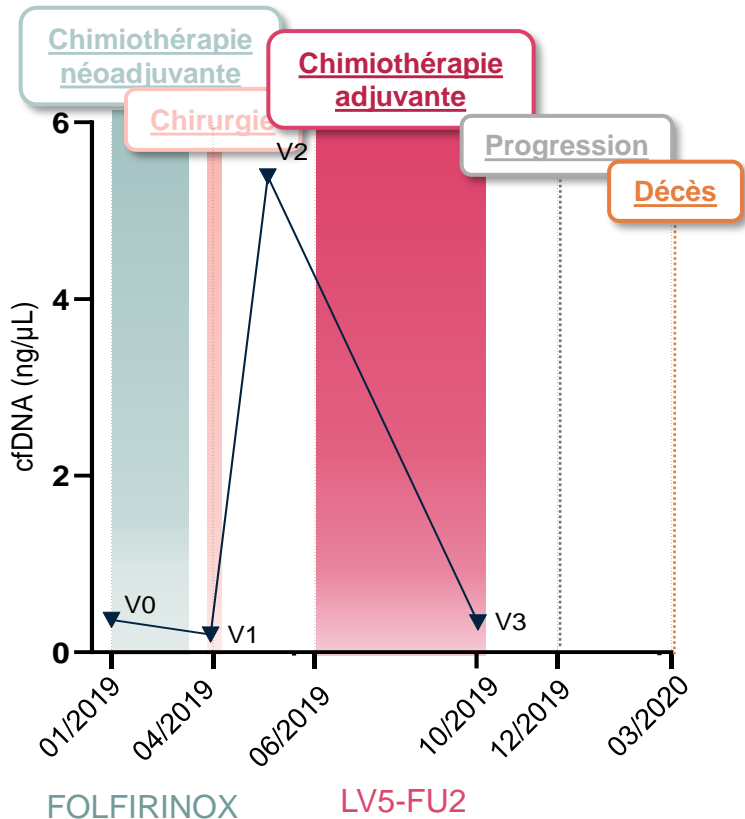 Chimiothérapie
néoadjuvante
Chirurgie
Chimiothérapie
adjuvante
Progression
Décès
cfDNA (ng/µL)
6
4
2
0
V0
V1
V2
V3
01/2019
04/2019
06/2019
10/2019
12/2019
03/2020
FOLFIRINOX
LV5-FU2